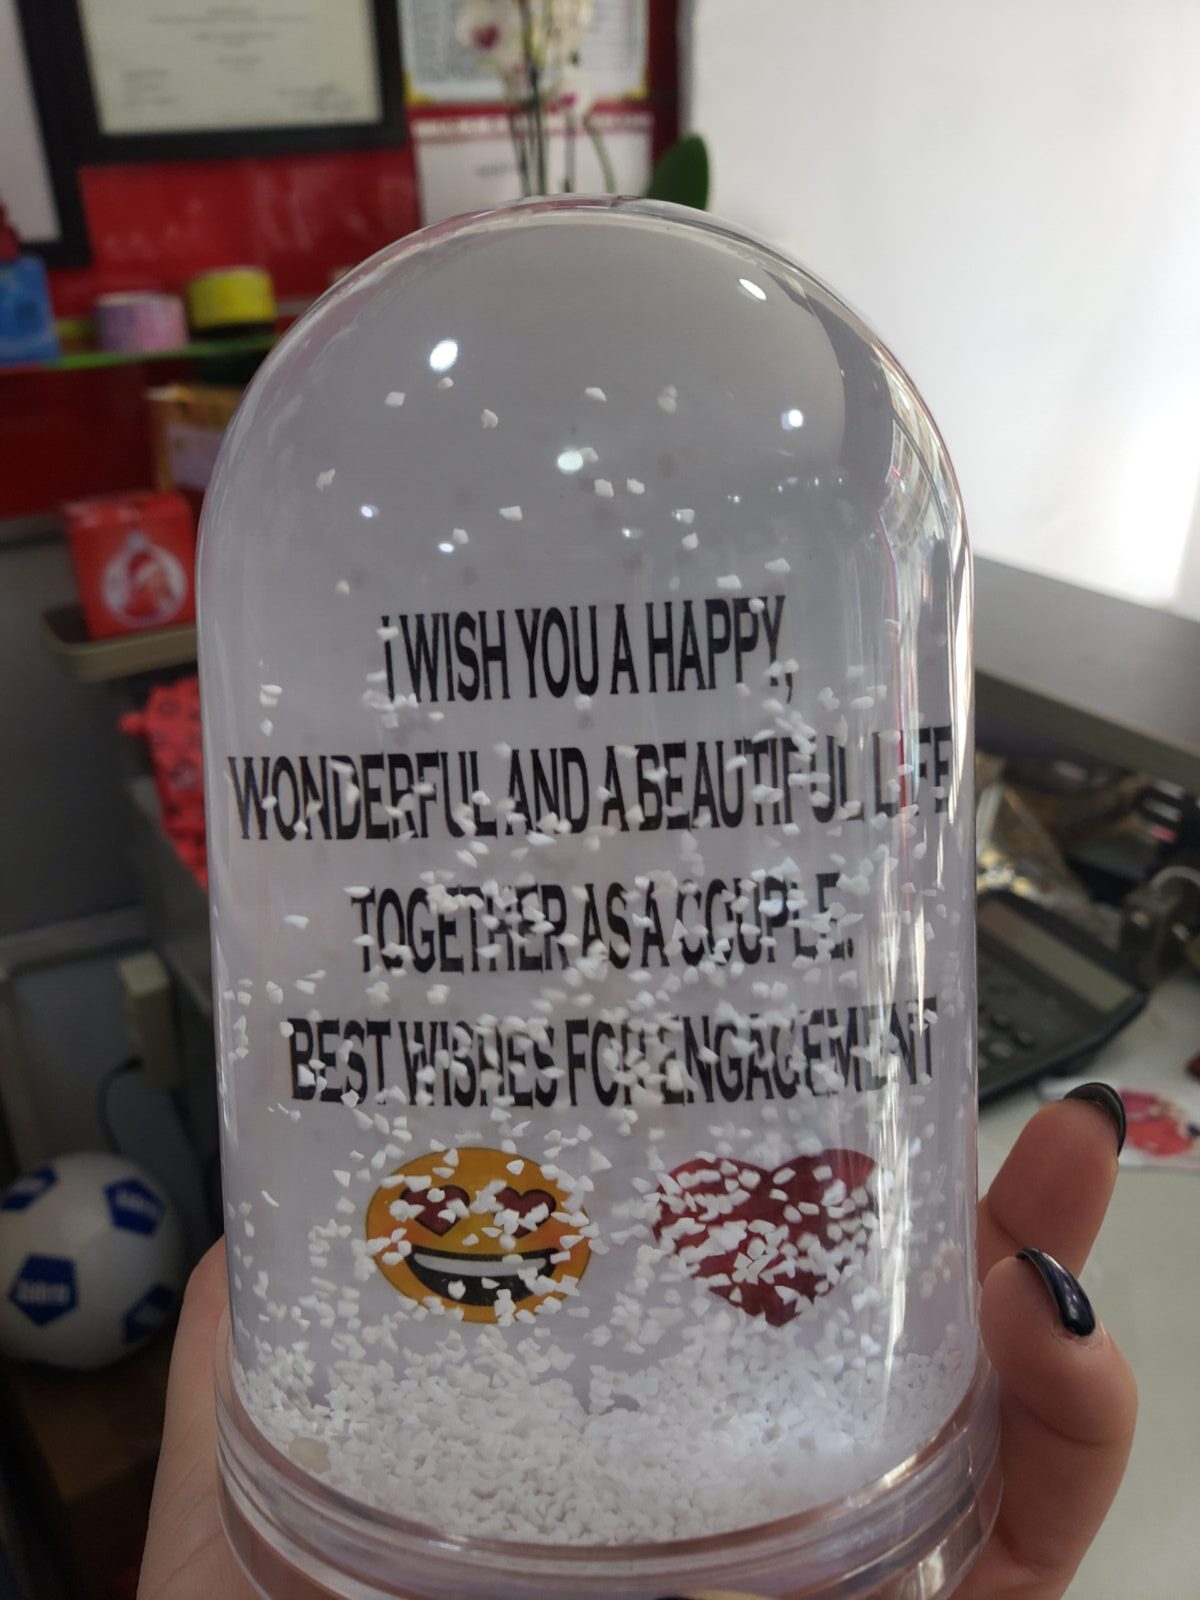 i WISH YOU A HAPPY,
WONDERFUL AND A BEAUTIFUL LIFE
TOGETHER AS A COUPLE.
BEST WISHES FOR ENGAGEMENT